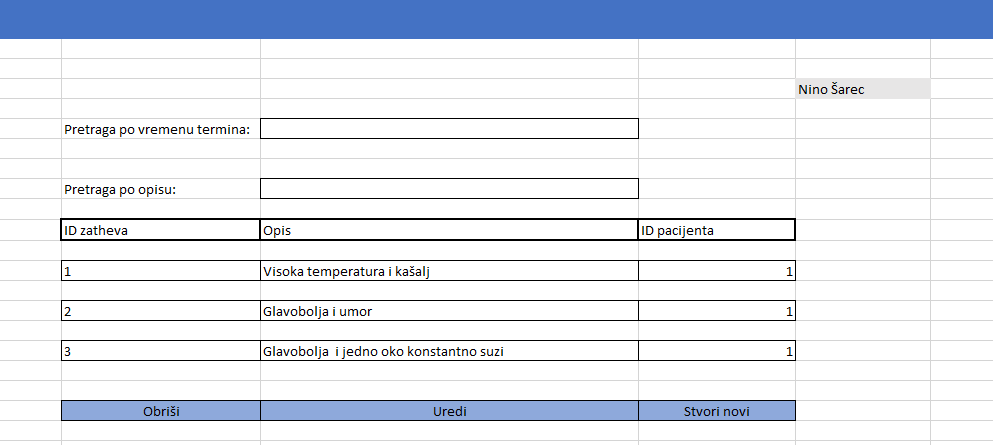 Nino Šarec
Pretraga po vremenu termina:
Pretraga po opisu:
ID zatheva Opis ID pacijenta
1 Visoka temperatura i kašalj 1
2 Glavobolja i umor 1
3 Glavobolja  i jedno oko konstantno suzi 1
Obriši Uredi Stvori novi